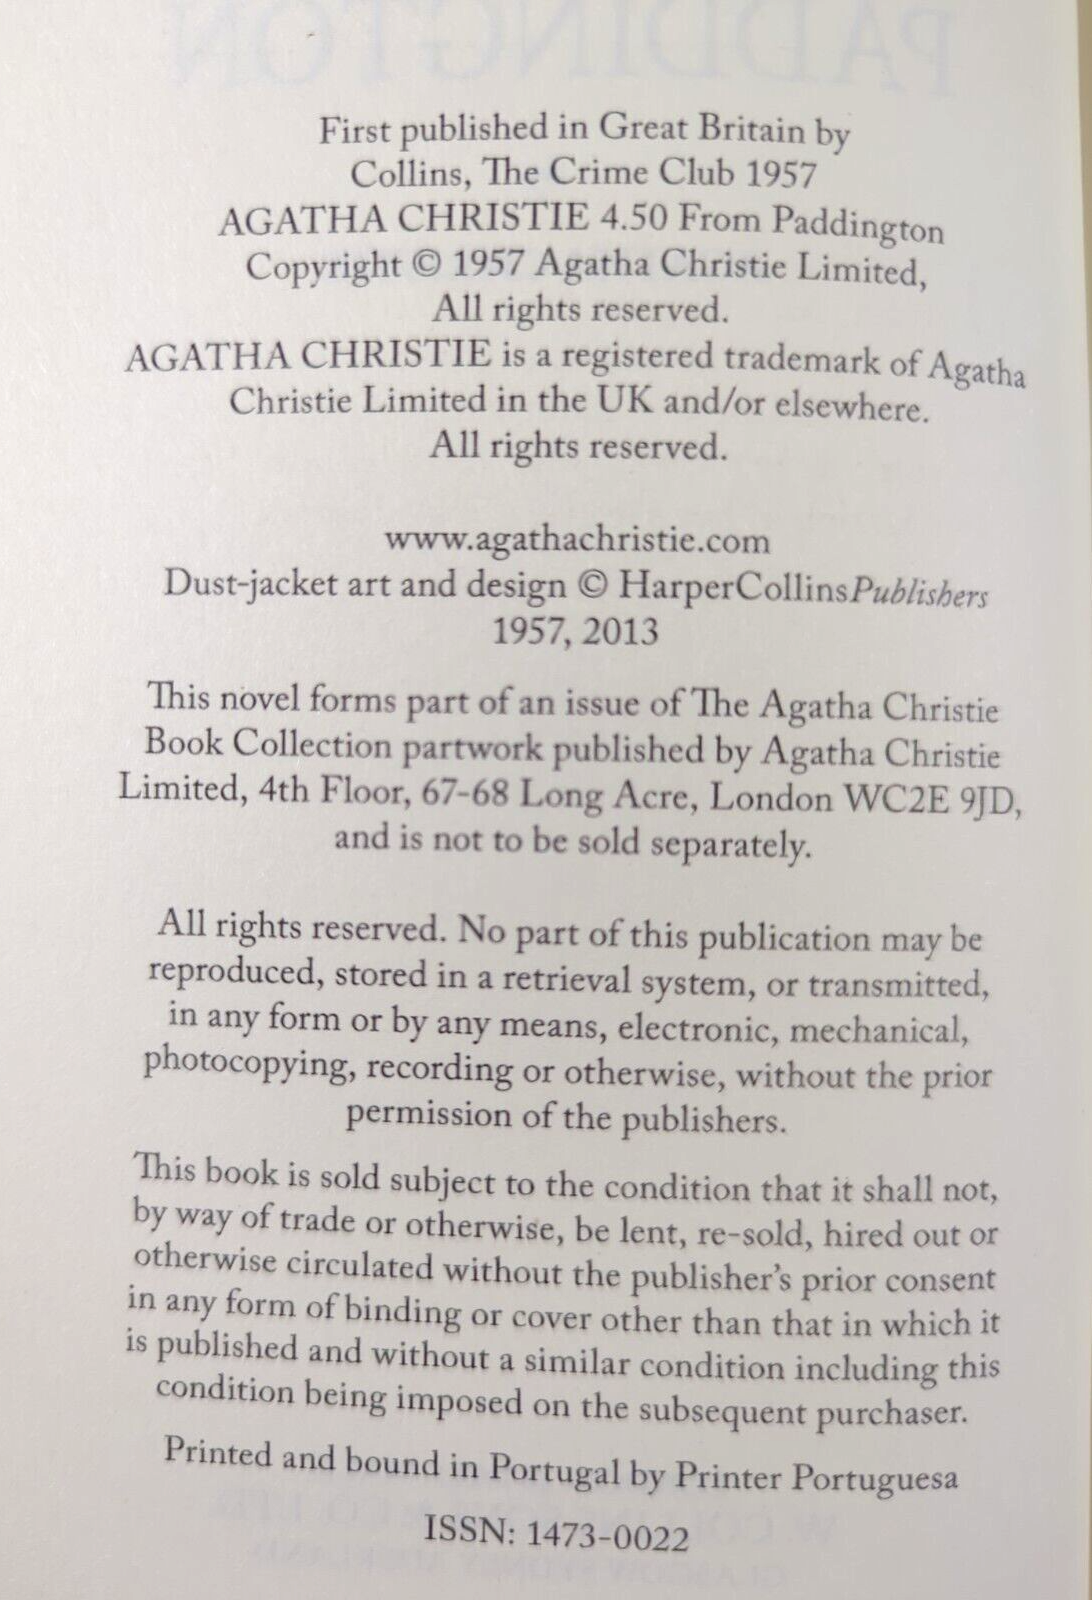 PADDINGTON
First published in Great Britain by
Collins, The Crime Club 1957
AGATHA CHRISTIE 4.50 From Paddington
Copyright © 1957 Agatha Christie Limited,
All rights reserved.
AGATHA CHRISTIE is a registered trademark of Agatha
Christie Limited in the UK and/or elsewhere.
All rights reserved.
www.agathachristie.com
Dust-jacket art and design © HarperCollinsPublishers
1957, 2013
This novel forms part of an issue of The Agatha Christie
Book Collection partwork published by Agatha Christie
Limited, 4th Floor, 67-68 Long Acre, London WC2E 9JD,
and is not to be sold separately.
All rights reserved. No part of this publication may be
reproduced, stored in a retrieval system, or transmitted,
in any form or by any means, electronic, mechanical,
photocopying, recording or otherwise, without the prior
permission of the publishers.
This book is sold subject to the condition that it shall not,
by way of trade or otherwise, be lent, re-sold, hired out or
otherwise circulated without the publisher's prior consent
in any form of binding or cover other than that in which it
is published and without a similar condition including this
condition being imposed on the subsequent purchaser.
Printed and bound in Portugal by Printer Portuguesa
ISSN: 1473-0022